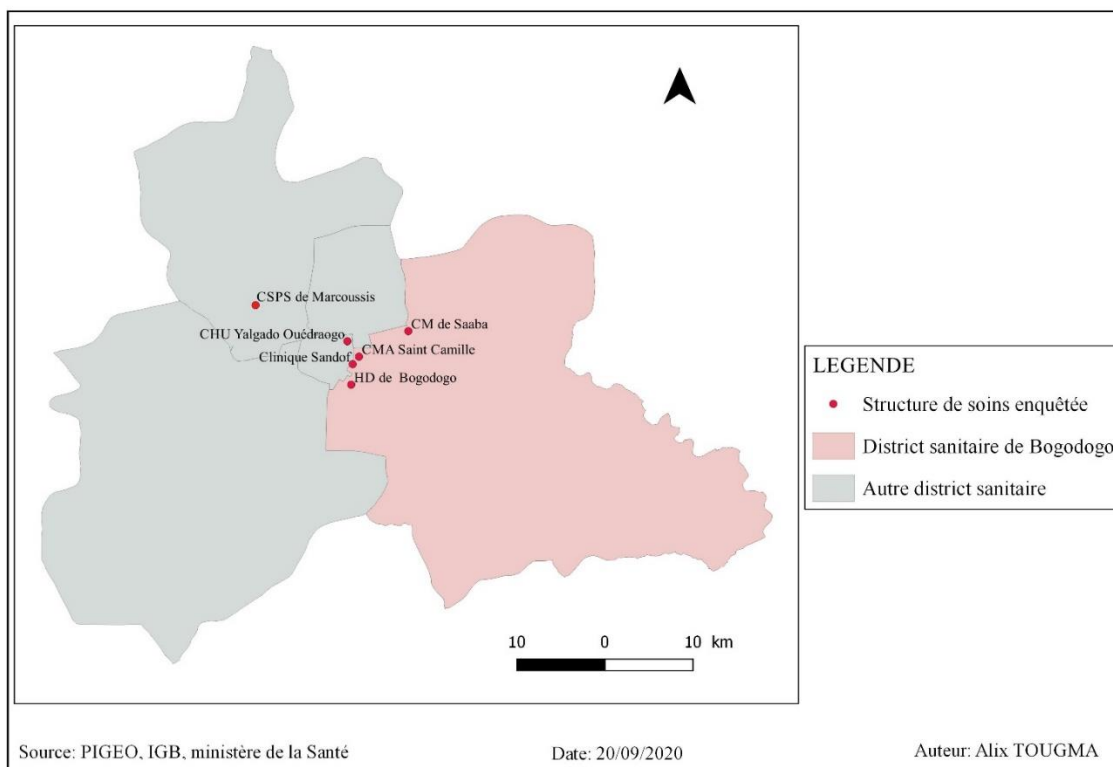 CSPS de Marcoussis
CHU Yalgado Ouédraogo
CM de Saaba
Clinique Sandof
CMA Saint Camille
HD de Bogodogo
10 0 10 km
LEGENDE
Structure de soins enquêtée
District sanitaire de Bogodogo
Autre district sanitaire
Source: PIGEO, IGB, ministère de la Santé
Date: 20/09/2020
Auteur: Alix TOUGMA